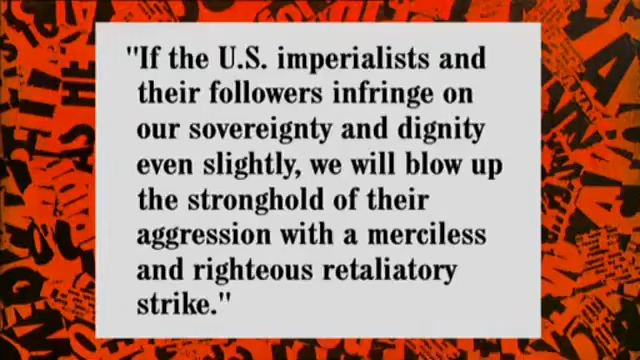 "If the U.S. imperialists and
their followers infringe on
our sovereignty and dignity
even slightly, we will blow up
the stronghold of their
aggression with a merciless
and righteous retaliatory
strike."